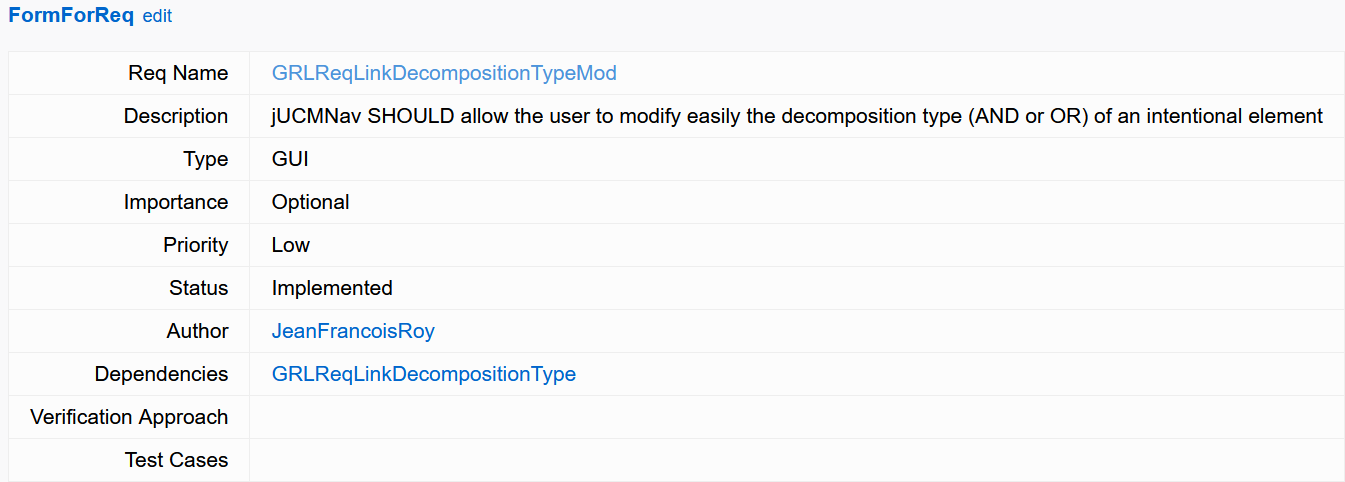 FormForReq edit
Req Name GRLReqLinkDecompositionTypeMod
Description jUCMNav SHOULD allow the user to modify easily the decomposition type (AND or OR) of an intentional element
Type GUI
Importance Optional
Priority Low
Status Implemented
Author JeanFrancoisRoy
Dependencies GRLReqLinkDecompositionType
Verification Approach
Test Cases